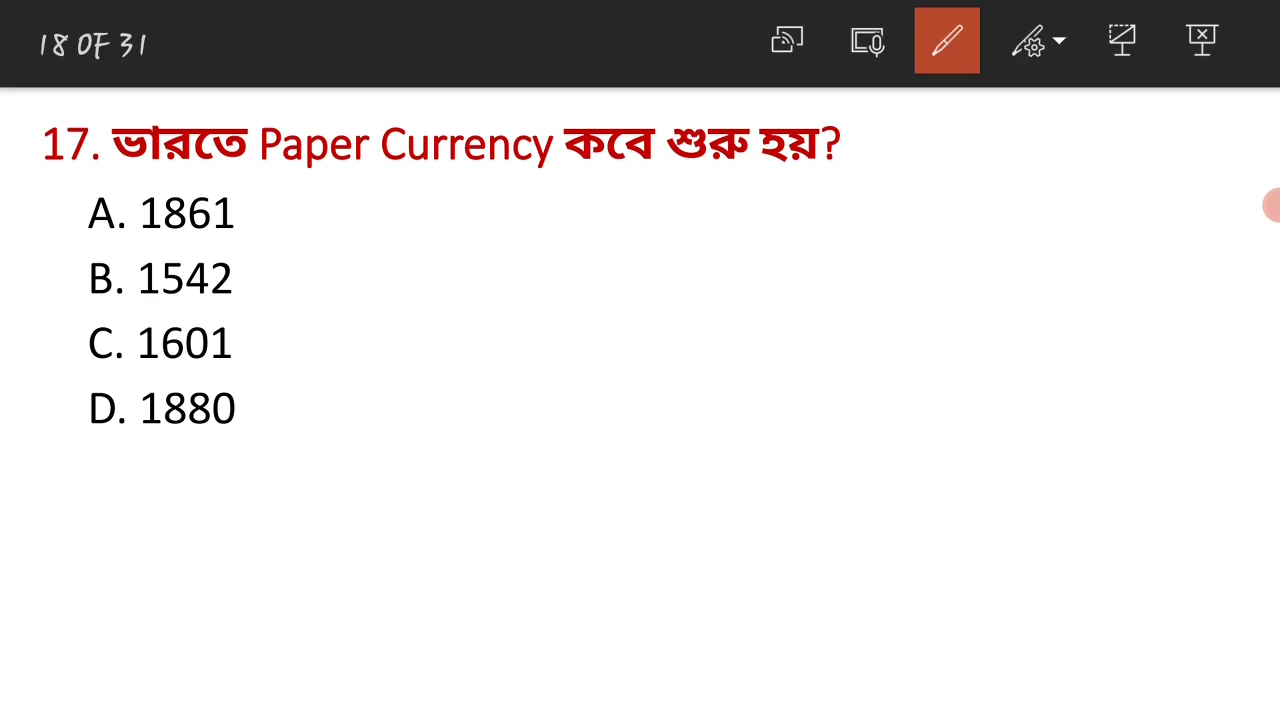 18 OF 31
17. ভারতে Paper Currency কবে শুরু হয়?
A. 1861
B. 1542
C. 1601
D. 1880